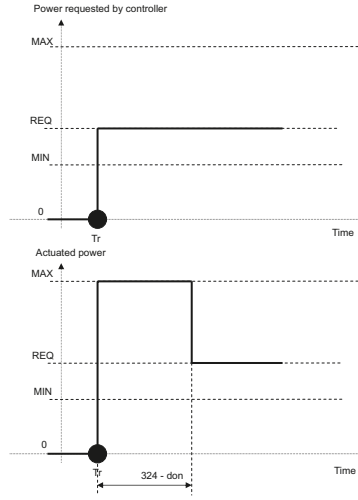 Power requested by controller
MAX
REQ
MIN
0
Tr
Time
Actuated power
MAX
REQ
MIN
0
Tr
Time
324 - don